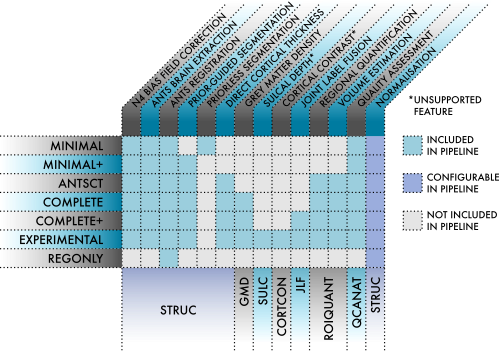 N4 BIAS FIELD CORRECTION
ANTS BRAIN EXTRACTION
ANTS REGISTRATION
PRIOR-GUIDED SEGMENTATION
PRIORLESS SEGMENTATION
DIRECT CORTICAL THICKNESS
GREY MATTER DENSITY
SULCAL DEPTH*
CORTICAL CONTRAST*
JOINT LABEL FUSION
REGIONAL QUANTIFICATION
VOLUME ESTIMATION
QUALITY ASSESSMENT
NORMALISATION
*UNSUPPORTED
FEATURE
MINIMAL
MINIMAL+
ANTSCT
COMPLETE
COMPLETE+
EXPERIMENTAL
REGONLY
INCLUDED
IN PIPELINE
CONFIGURABLE
IN PIPELINE
NOT INCLUDED
IN PIPELINE
STRUC
GMD
SULC
CORTCON
JLF
ROIQUANT
QCANAT
STRUC